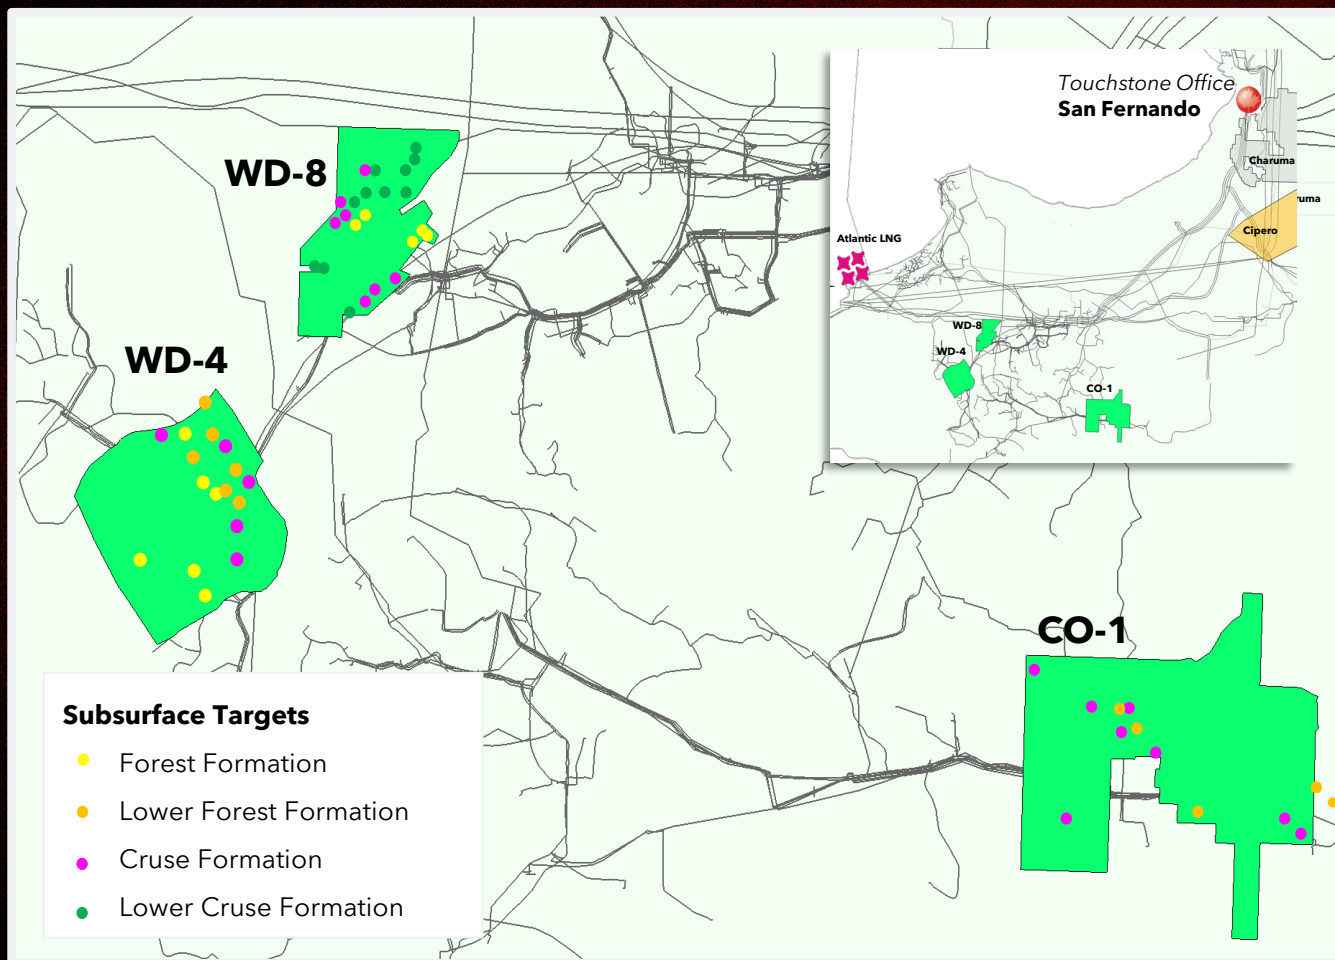 Touchstone Office
San Fernando
Charuma
ruma
Cipero
Atlantic LNG
WD-8
WD-4
CO-1
WD-8
WD-4
CO-1
Subsurface Targets
Forest Formation
Lower Forest Formation
Cruse Formation
Lower Cruse Formation